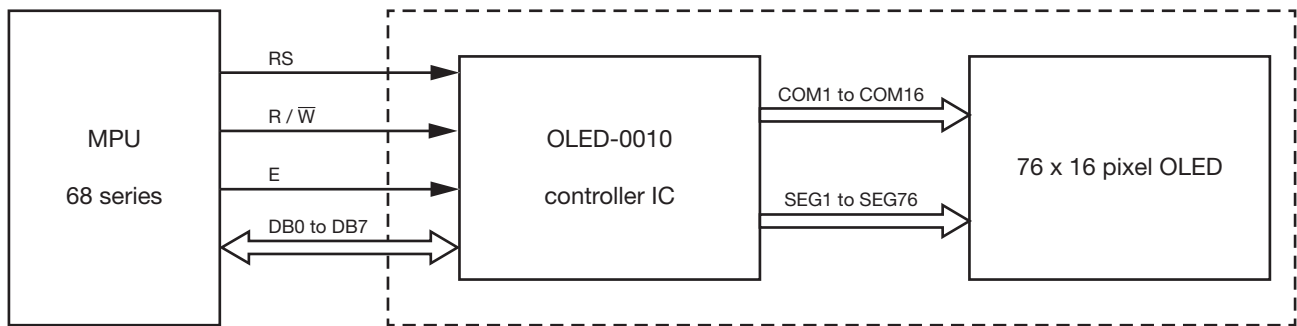 MPU
68 series
RS
R / W̅
E
DB0 to DB7
OLED-0010
controller IC
COM1 to COM16
SEG1 to SEG76
76 x 16 pixel OLED